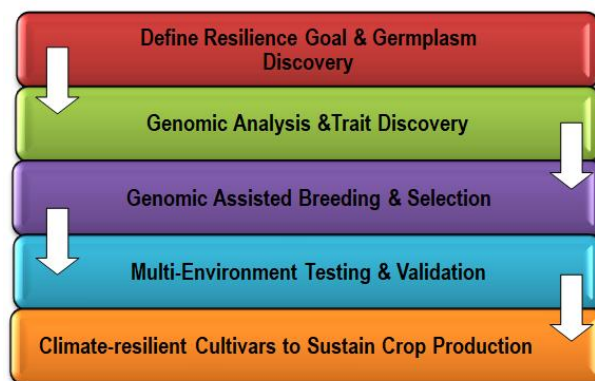 Define Resilience Goal & Germplasm
Discovery
Genomic Analysis &Trait Discovery
Genomic Assisted Breeding & Selection
Multi-Environment Testing & Validation
Climate-resilient Cultivars to Sustain Crop Production